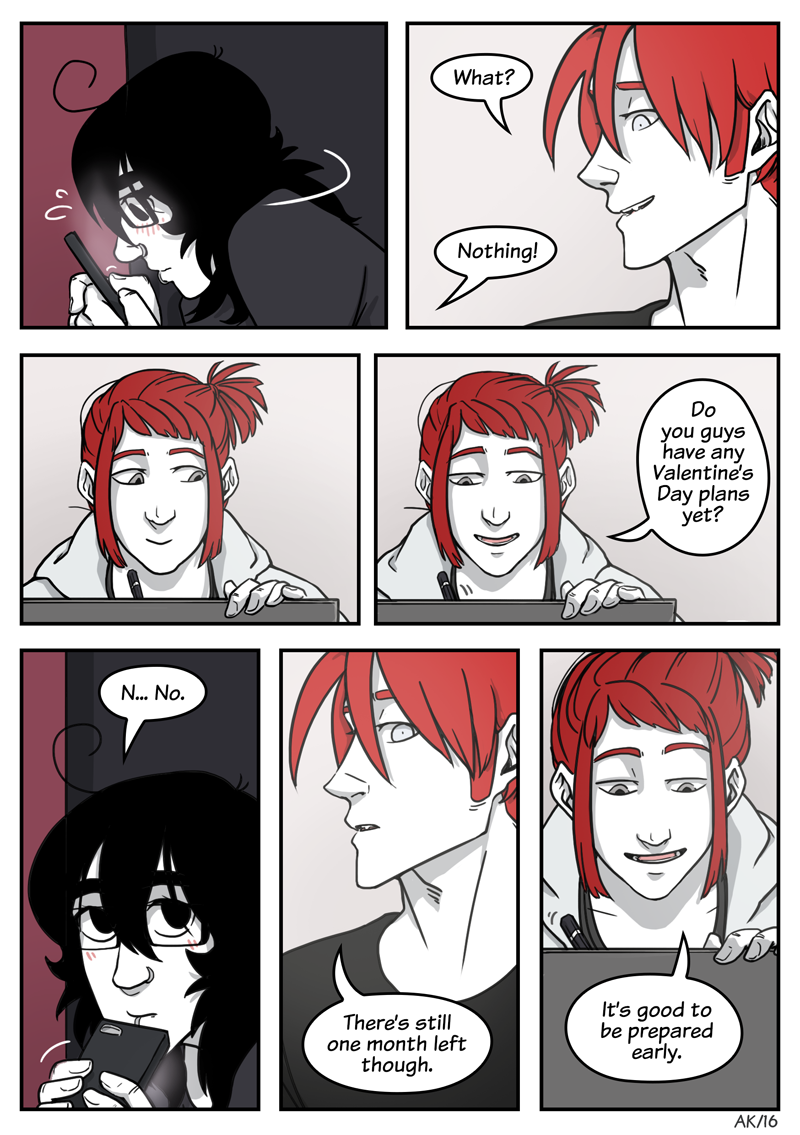 What?
Nothing!
Do
you guys
have any
Valentine's
Day plans
yet?
N... No.
There's still
one month left
though.
It's good to
be prepared
early.
AK/16